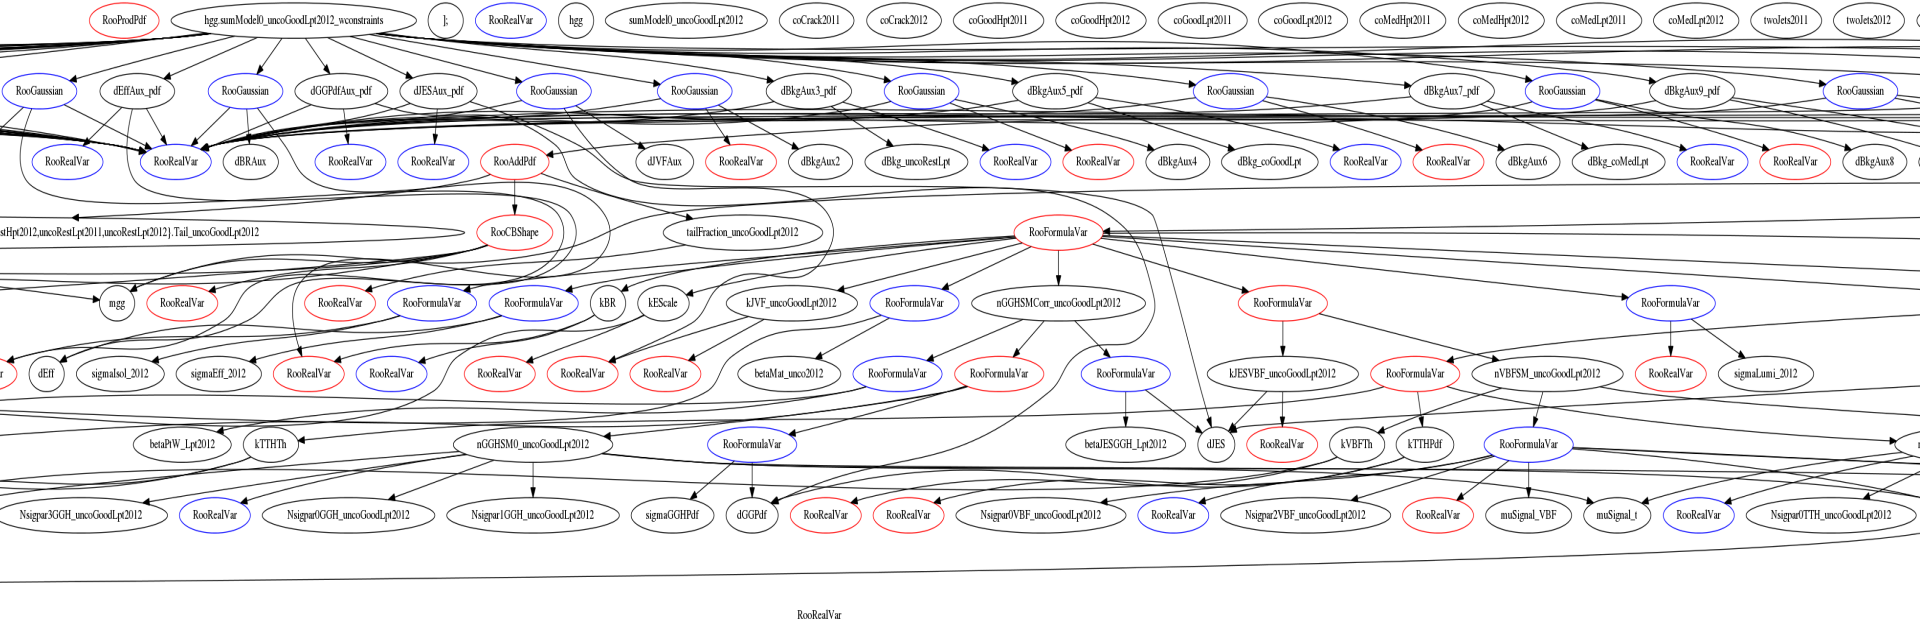 RooProdPdf
hgg.sumModel0_uncoGoodLpt2012_wconstraints
];
RooRealVar
hgg
sumModel0_uncoGoodLpt2012
coCrack2011
coCrack2012
coGoodHpt2011
coGoodHpt2012
coGoodLpt2011
coGoodLpt2012
coMedHpt2011
coMedHpt2012
coMedLpt2011
coMedLpt2012
twoJets2011
twoJets2012
RooGaussian
dEffAux_pdf
RooGaussian
dGGPdfAux_pdf
dJESAux_pdf
RooGaussian
RooGaussian
dBkgAux3_pdf
RooGaussian
dBkgAux5_pdf
RooGaussian
dBkgAux7_pdf
RooGaussian
dBkgAux9_pdf
RooGaussian
RooRealVar
RooRealVar
dBRAux
RooRealVar
RooRealVar
RooAddPdf
dJVFAux
RooRealVar
dBkgAux2
dBkg_uncoRestLpt
RooRealVar
RooRealVar
dBkgAux4
dBkg_coGoodLpt
RooRealVar
RooRealVar
dBkgAux6
dBkg_coMedLpt
RooRealVar
RooRealVar
dBkgAux8
stHpt2012,uncoRestLpt2011,uncoRestLpt2012}.Tail_uncoGoodLpt2012
RooCBShape
tailFraction_uncoGoodLpt2012
RooFormulaVar
mgg
RooRealVar
RooRealVar
RooFormulaVar
RooFormulaVar
kBR
kEScale
kJVF_uncoGoodLpt2012
RooFormulaVar
nGGHSMCorr_uncoGoodLpt2012
RooFormulaVar
RooFormulaVar
r
dEff
sigmaIsol_2012
sigmaEff_2012
RooRealVar
RooRealVar
RooRealVar
RooRealVar
RooRealVar
betaMat_unco2012
RooFormulaVar
RooFormulaVar
RooFormulaVar
kJESVBF_uncoGoodLpt2012
RooFormulaVar
nVBFSM_uncoGoodLpt2012
RooRealVar
sigmaLumi_2012
betaPtW_Lpt2012
kTTHTh
nGGHSM0_uncoGoodLpt2012
RooFormulaVar
betaJESGGH_Lpt2012
dJES
RooRealVar
kVBFTh
kTTHPdf
RooFormulaVar
Nsigpar3GGH_uncoGoodLpt2012
RooRealVar
Nsigpar0GGH_uncoGoodLpt2012
Nsigpar1GGH_uncoGoodLpt2012
sigmaGGHPdf
dGGPdf
RooRealVar
RooRealVar
Nsigpar0VBF_uncoGoodLpt2012
RooRealVar
Nsigpar2VBF_uncoGoodLpt2012
RooRealVar
muSignal_VBF
muSignal_t
RooRealVar
Nsigpar0TTH_uncoGoodLpt2012
RooRealVar